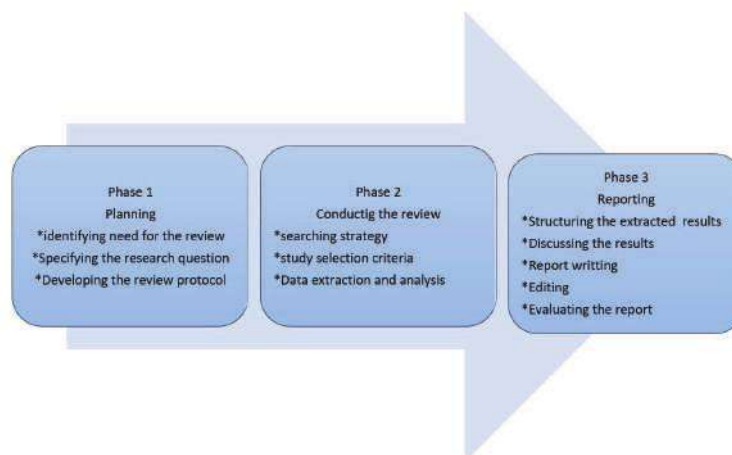 Phase 1
Planning
*identifying need for the review
*Specifying the research question
*Developing the review protocol
Phase 2
Conductig the review
*searching strategy
*study selection criteria
*Data extraction and analysis
Phase 3
Reporting
*Structuring the extracted results
*Discussing the results
*Report writting
*Editing
*Evaluating the report